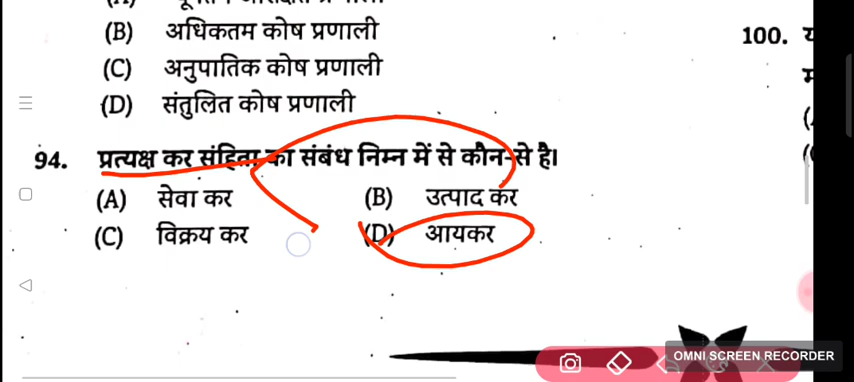 (B) अधिकतम कोष प्रणाली
(C) अनुपातिक कोष प्रणाली
(D) संतुलित कोष प्रणाली
94. प्रत्यक्ष कर संहिता का संबंध निम्न में से कौन-से है।
(A) सेवा कर (B) उत्पाद कर
(C) विक्रय कर (D) आयकर
100.
OMNI SCREEN RECORDER